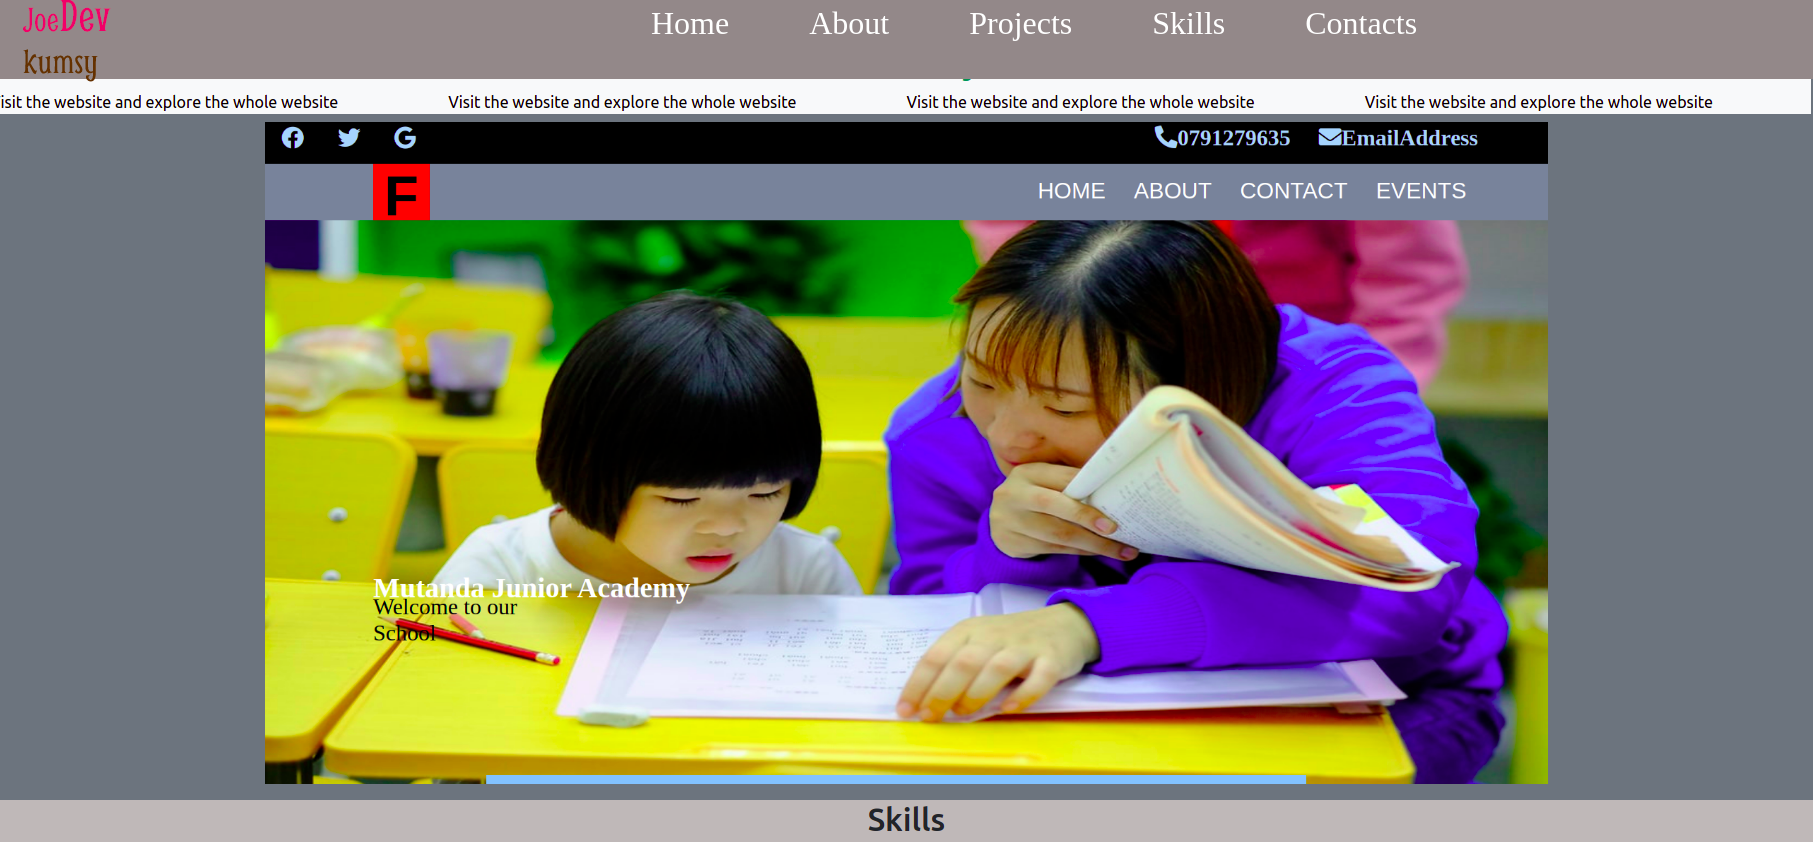 JoeDev
kumsy
Home About Projects Skills Contacts
isit the website and explore the whole website Visit the website and explore the whole website Visit the website and explore the whole website Visit the website and explore the whole website
0791279635 EmailAddress
F
HOME ABOUT CONTACT EVENTS
Mutanda Junior Academy
Welcome to our
School
Skills